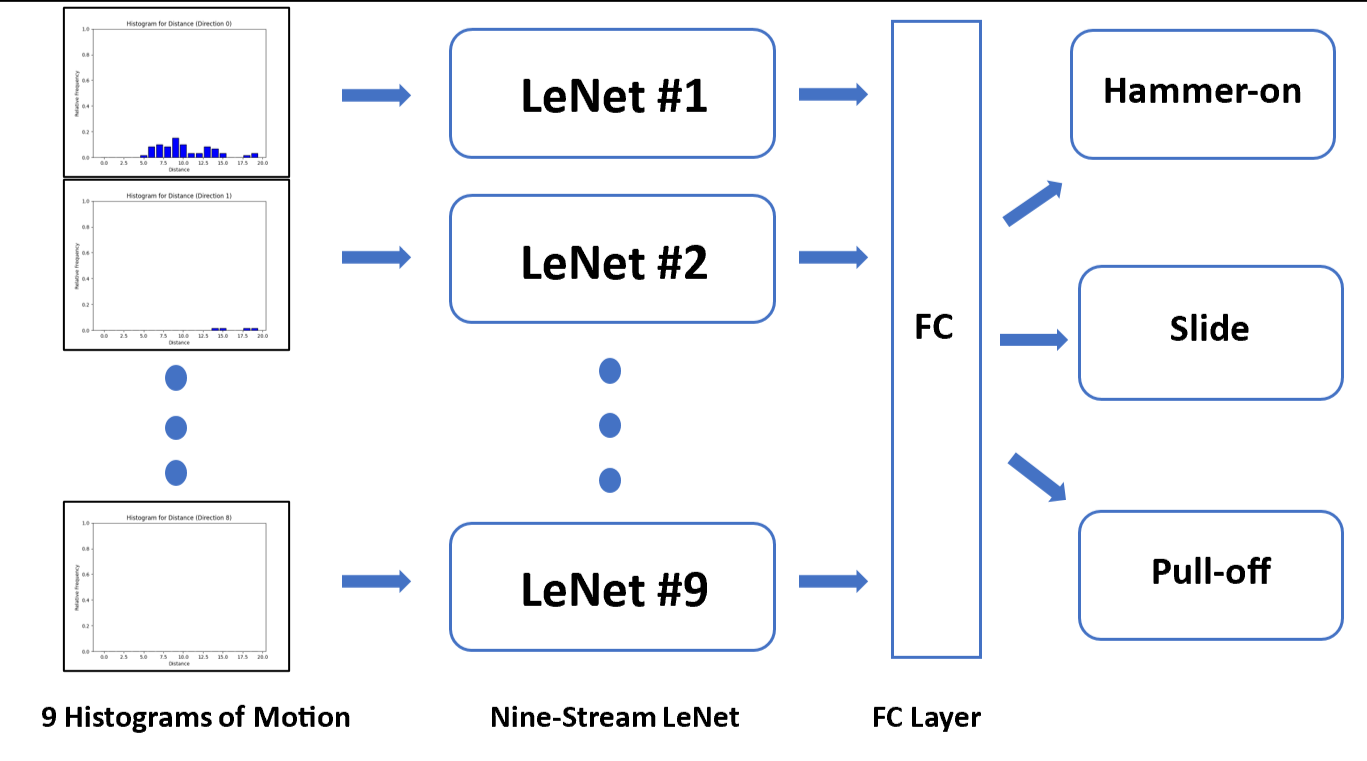 Histogram for Distance (Direction 0)
1.0
0.8
0.6
0.4
0.2
0.0
Relative Frequency
0.0 2.5 5.0 7.5 10.0 12.5 15.0 17.5 20.0
Distance
LeNet #1
Hammer-on
Histogram for Distance (Direction 1)
1.0
0.8
0.6
0.4
0.2
0.0
Relative Frequency
0.0 2.5 5.0 7.5 10.0 12.5 15.0 17.5 20.0
Distance
LeNet #2
FC
Slide
Histogram for Distance (Direction 8)
1.0
0.8
0.6
0.4
0.2
0.0
Relative Frequency
0.0 2.5 5.0 7.5 10.0 12.5 15.0 17.5 20.0
Distance
LeNet #9
Pull-off
9 Histograms of Motion
Nine-Stream LeNet
FC Layer